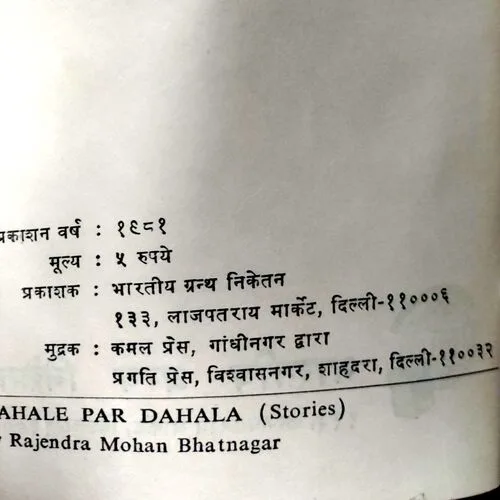 प्रकाशन वर्ष : १९८१
मूल्य : ५ रुपये
प्रकाशक : भारतीय ग्रन्थ निकेतन
१३३, लाजपतराय मार्केट, दिल्ली-११०००६
मुद्रक : कमल प्रेस, गांधीनगर द्वारा
प्रगति प्रेस, विश्वासनगर, शाहदरा, दिल्ली-११००३२
AHALE PAR DAHALA (Stories)
Rajendra Mohan Bhatnagar